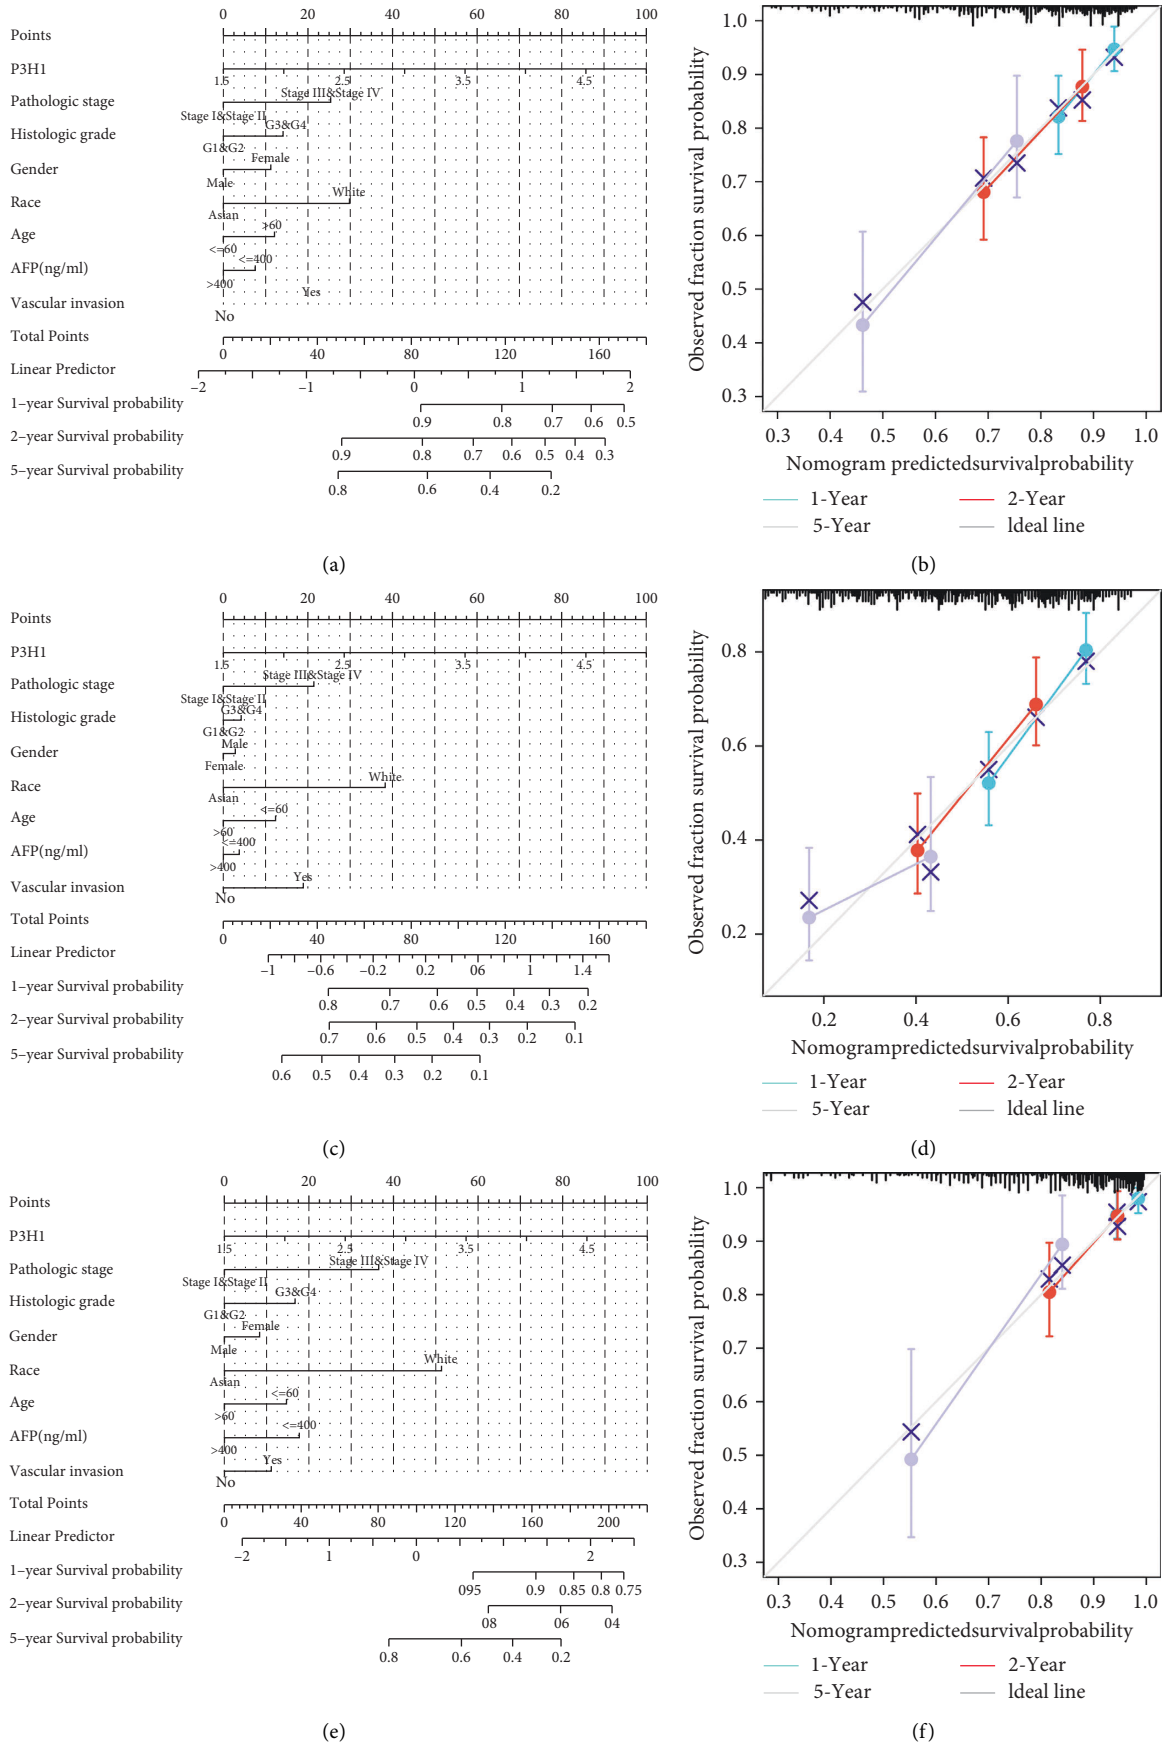 Points
0 20 40 60 80 100
P3H1
1.5 2.5 3.5 4.5
Pathologic stage
Stage III&Stage IV
Stage I&Stage II
Histologic grade
G3&G4
G1&G2
Gender
Female
Male
Race
White
Asian
Age
>60
<=60
AFP(ng/ml)
<=400
>400
Vascular invasion
Yes
No
Total Points
0 40 80 120 160
Linear Predictor
−2 −1 0 1 2
1−year Survival probability
0.9 0.8 0.7 0.6 0.5
2−year Survival probability
0.9 0.8 0.7 0.6 0.5 0.4 0.3
5−year Survival probability
0.8 0.6 0.4 0.2
(a)
Observed fraction survival probability
1.0
0.9
0.8
0.7
0.6
0.5
0.4
0.3
0.3 0.4 0.5 0.6 0.7 0.8 0.9 1.0
Nomogram predictedsurvivalprobability
1-Year 2-Year
5-Year Ideal line
(b)
Points
0 20 40 60 80 100
P3H1
1.5 2.5 3.5 4.5
Pathologic stage
Stage III&Stage IV
Stage I&Stage II
Histologic grade
G3&G4
G1&G2
Gender
Male
Female
Race
White
Asian
Age
<=60
>60
AFP(ng/ml)
<=400
>400
Vascular invasion
Yes
No
Total Points
0 40 80 120 160
Linear Predictor
−1 −0.6 −0.2 0.2 06 1 1.4
1−year Survival probability
0.8 0.7 0.6 0.5 0.4 0.3 0.2
2−year Survival probability
0.7 0.6 0.5 0.4 0.3 0.2 0.1
5−year Survival probability
0.6 0.5 0.4 0.3 0.2 0.1
(c)
Observed fraction survival probability
0.8
0.6
0.4
0.2
0.2 0.4 0.6 0.8
Nomogrampredictedsurvivalprobability
1-Year 2-Year
5-Year Ideal line
(d)
Points
0 20 40 60 80 100
P3H1
1.5 2.5 3.5 4.5
Pathologic stage
Stage III&Stage IV
Stage I&Stage II
Histologic grade
G3&G4
G1&G2
Gender
Female
Male
Race
White
Asian
Age
<=60
>60
AFP(ng/ml)
<=400
>400
Vascular invasion
Yes
No
Total Points
0 40 80 120 160 200
Linear Predictor
−2 1 0 2
1−year Survival probability
095 0.9 0.85 0.8 0.75
2−year Survival probability
08 06 04
5−year Survival probability
0.8 0.6 0.4 0.2
(e)
Observed fraction survival probability
1.0
0.9
0.8
0.7
0.6
0.5
0.4
0.3
0.3 0.4 0.5 0.6 0.7 0.8 0.9 1.0
Nomogrampredictedsurvivalprobability
1-Year 2-Year
5-Year Ideal line
(f)